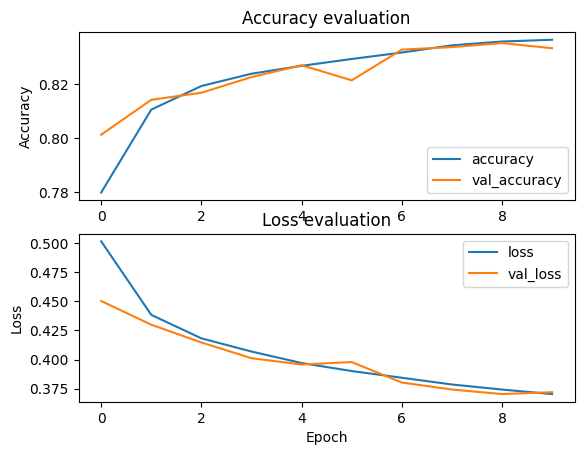 Accuracy evaluation
Accuracy
0.82
0.80
0.78
accuracy
val_accuracy
0 2 4 6 8
Loss evaluation
Loss
0.500
0.475
0.450
0.425
0.400
0.375
loss
val_loss
0 2 4 6 8
Epoch